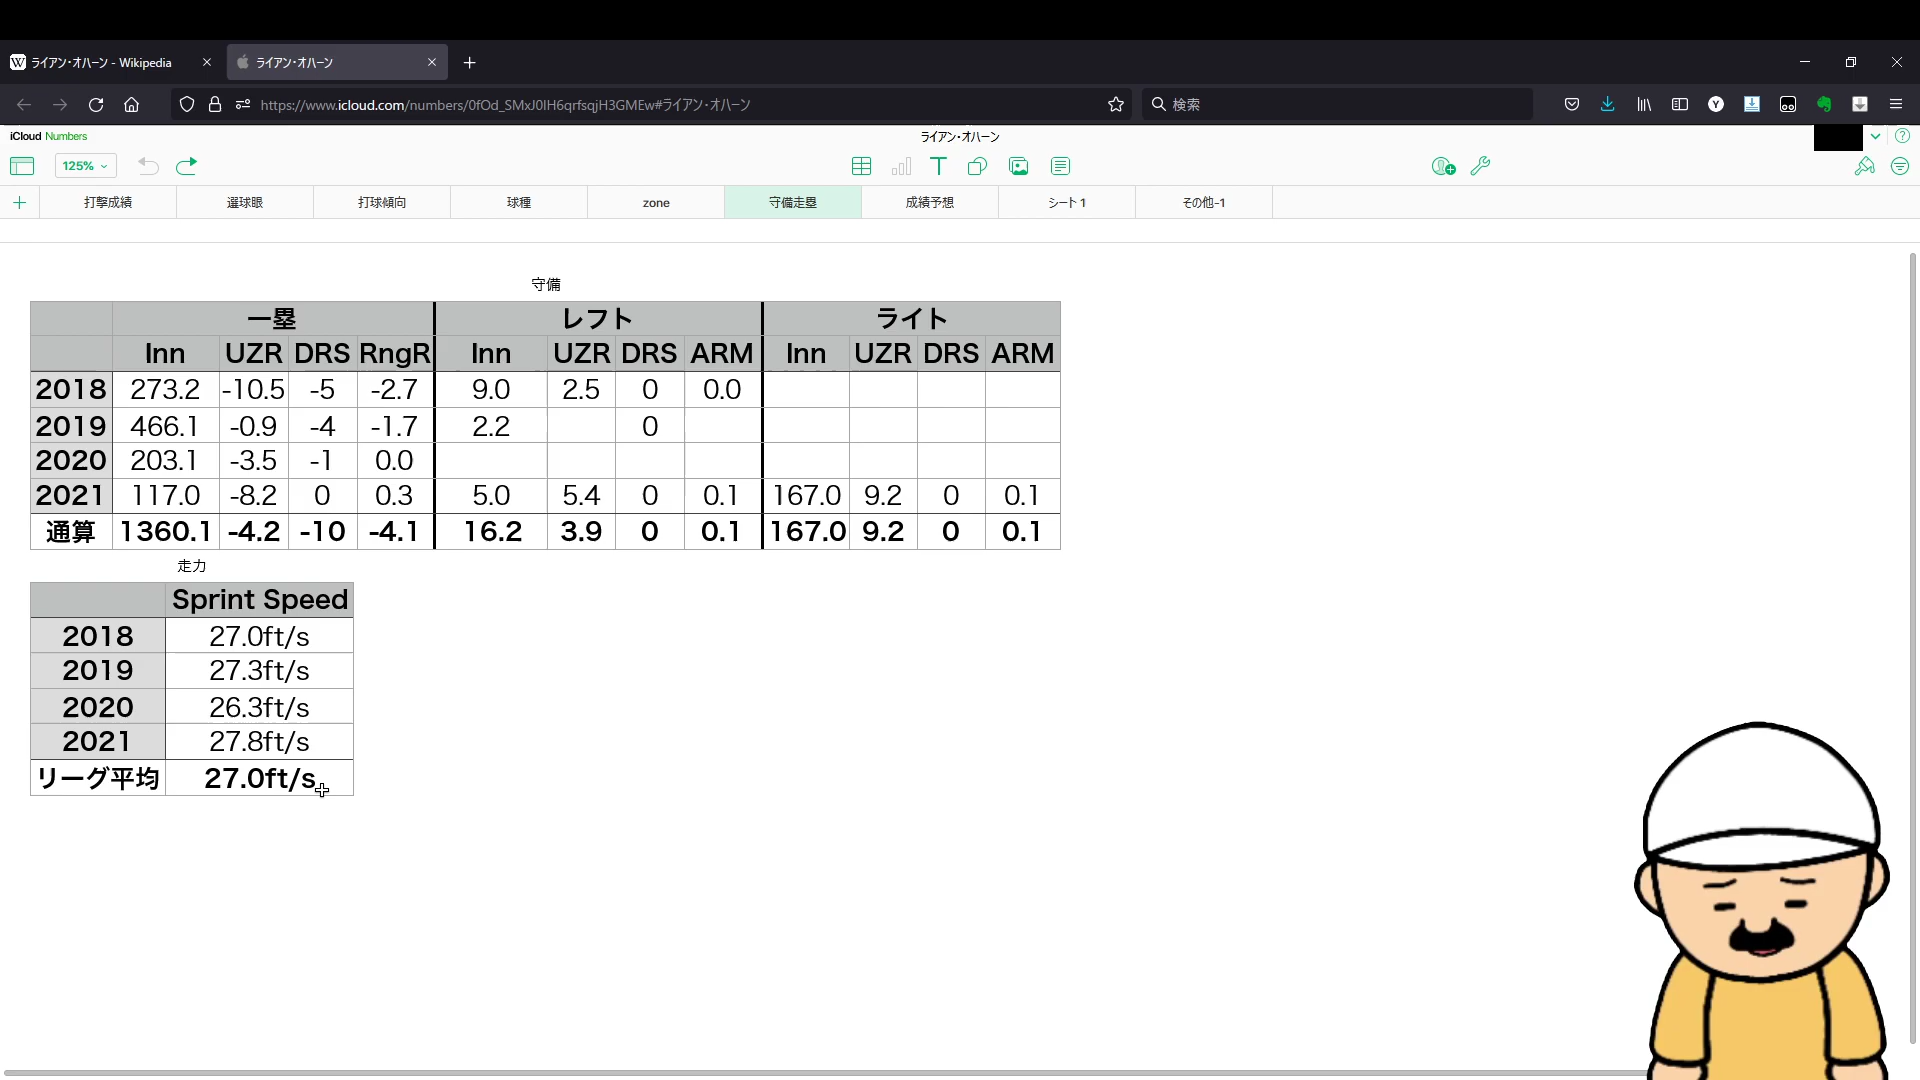 ライアン・オハーン - Wikipedia
ライアン・オハーン
https://www.icloud.com/numbers/0fOd_SMxJ0lH6qrfsqjH3GMEw#ライアン・オハーン
検索
iCloud Numbers
ライアン・オハーン
125%
打撃成績 選球眼 打球傾向 球種 zone 守備走塁 成績予想 シート 1 その他-1
守備
一塁 レフト ライト
Inn UZR DRS RngR Inn UZR DRS ARM Inn UZR DRS ARM
2018 273.2 -10.5 -5 -2.7 9.0 2.5 0 0.0
2019 466.1 -0.9 -4 -1.7 2.2 0
2020 203.1 -3.5 -1 0.0
2021 117.0 -8.2 0 0.3 5.0 5.4 0 0.1 167.0 9.2 0 0.1
通算 1360.1 -4.2 -10 -4.1 16.2 3.9 0 0.1 167.0 9.2 0 0.1
走力
Sprint Speed
2018 27.0ft/s
2019 27.3ft/s
2020 26.3ft/s
2021 27.8ft/s
リーグ平均 27.0ft/s